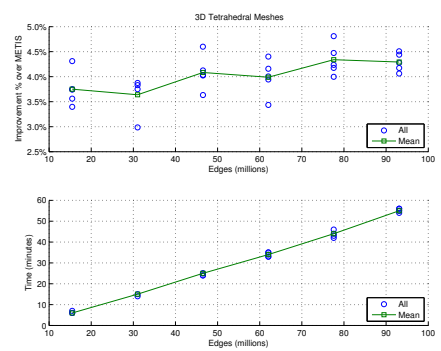 3D Tetrahedral Meshes
Improvement % over METIS
5.0%
4.5%
4.0%
3.5%
3.0%
2.5%
10 20 30 40 50 60 70 80 90 100
Edges (millions)
All
Mean
Time (minutes)
60
50
40
30
20
10
0
10 20 30 40 50 60 70 80 90 100
Edges (millions)
All
Mean